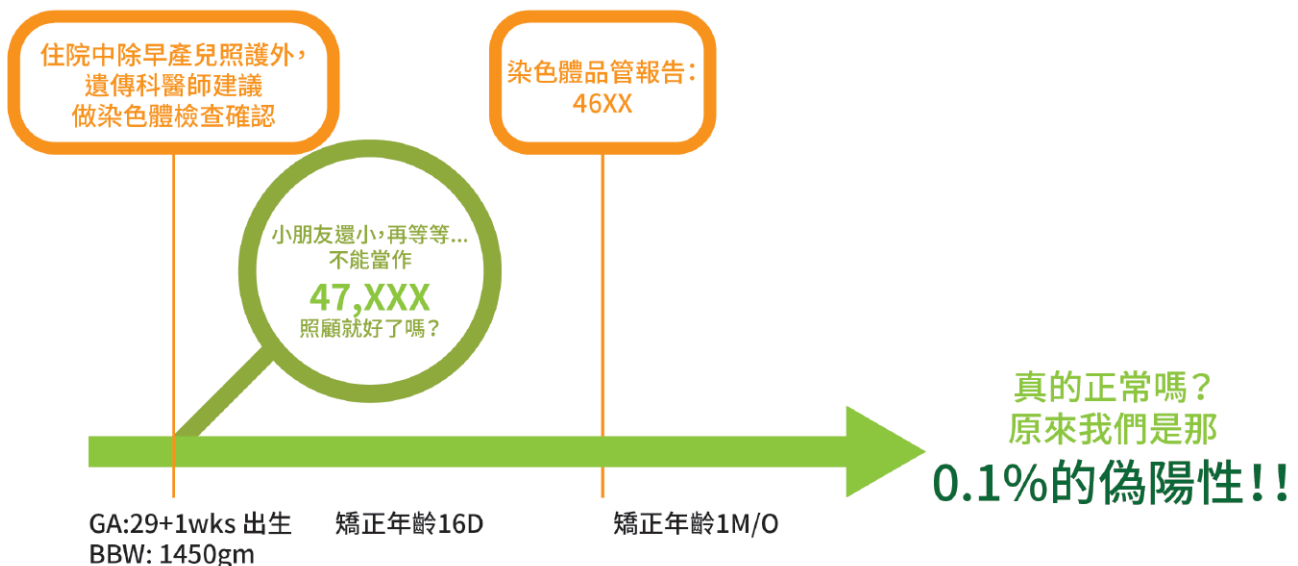 住院中除早產兒照護外，
遺傳科醫師建議
做染色體檢查確認
染色體品管報告：
46XX
小朋友還小，再等等...
不能當作
47,XXX
照顧就好了嗎？
真的正常嗎？
原來我們是那
0.1%的偽陽性！！
GA:29+1wks 出生
BBW: 1450gm
矯正年齡16D
矯正年齡1M/O